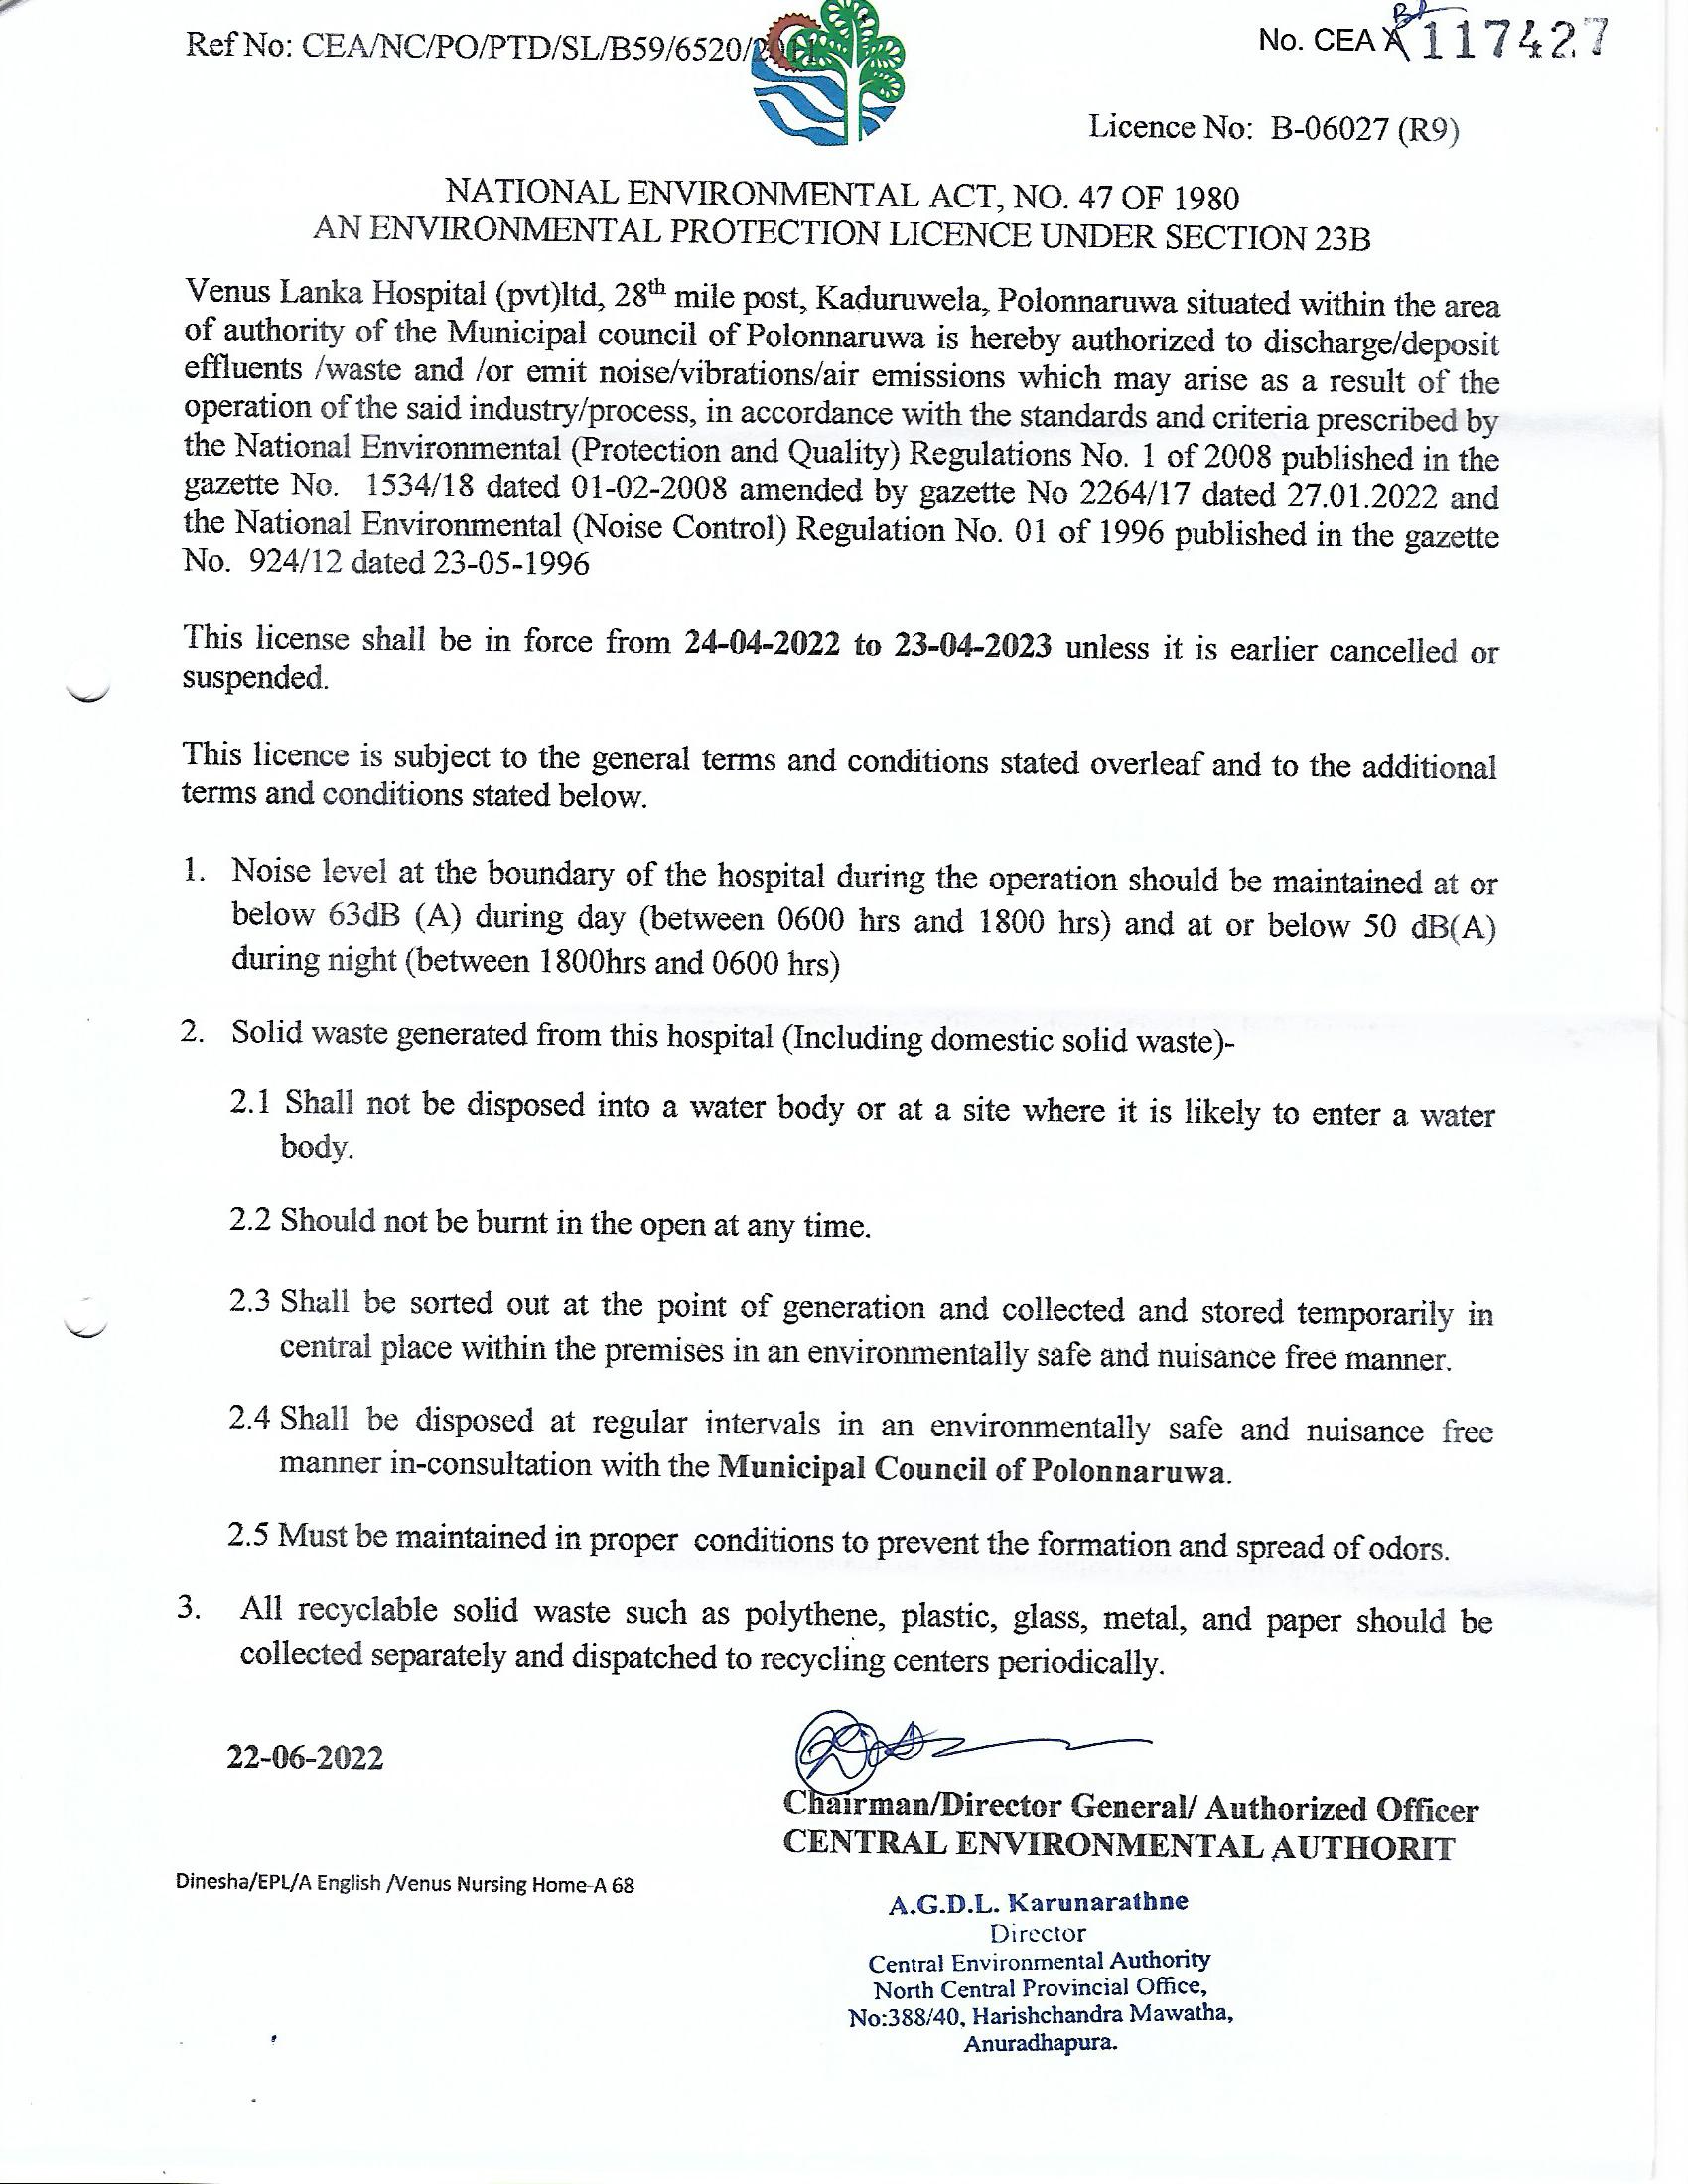 Ref No: CEA/NC/PO/PTD/SL/B59/6520/2011
No. CEA A 117427
Licence No: B-06027 (R9)
NATIONAL ENVIRONMENTAL ACT, NO. 47 OF 1980
AN ENVIRONMENTAL PROTECTION LICENCE UNDER SECTION 23B
Venus Lanka Hospital (pvt)ltd, 28th mile post, Kaduruwela, Polonnaruwa situated within the area
of authority of the Municipal council of Polonnaruwa is hereby authorized to discharge/deposit
effluents /waste and /or emit noise/vibrations/air emissions which may arise as a result of the
operation of the said industry/process, in accordance with the standards and criteria prescribed by
the National Environmental (Protection and Quality) Regulations No. 1 of 2008 published in the
gazette No. 1534/18 dated 01-02-2008 amended by gazette No 2264/17 dated 27.01.2022 and
the National Environmental (Noise Control) Regulation No. 01 of 1996 published in the gazette
No. 924/12 dated 23-05-1996
This license shall be in force from 24-04-2022 to 23-04-2023 unless it is earlier cancelled or
suspended.
This licence is subject to the general terms and conditions stated overleaf and to the additional
terms and conditions stated below.
1. Noise level at the boundary of the hospital during the operation should be maintained at or
below 63dB (A) during day (between 0600 hrs and 1800 hrs) and at or below 50 dB(A)
during night (between 1800hrs and 0600 hrs)
2. Solid waste generated from this hospital (Including domestic solid waste)-
2.1 Shall not be disposed into a water body or at a site where it is likely to enter a water
body.
2.2 Should not be burnt in the open at any time.
2.3 Shall be sorted out at the point of generation and collected and stored temporarily in
central place within the premises in an environmentally safe and nuisance free manner.
2.4 Shall be disposed at regular intervals in an environmentally safe and nuisance free
manner in-consultation with the Municipal Council of Polonnaruwa.
2.5 Must be maintained in proper conditions to prevent the formation and spread of odors.
3. All recyclable solid waste such as polythene, plastic, glass, metal, and paper should be
collected separately and dispatched to recycling centers periodically.
22-06-2022
Chairman/Director General/ Authorized Officer
CENTRAL ENVIRONMENTAL AUTHORIT
Dinesha/EPL/A English /Venus Nursing Home-A 68
A.G.D.L. Karunarathne
Director
Central Environmental Authority
North Central Provincial Office,
No:388/40, Harishchandra Mawatha,
Anuradhapura.